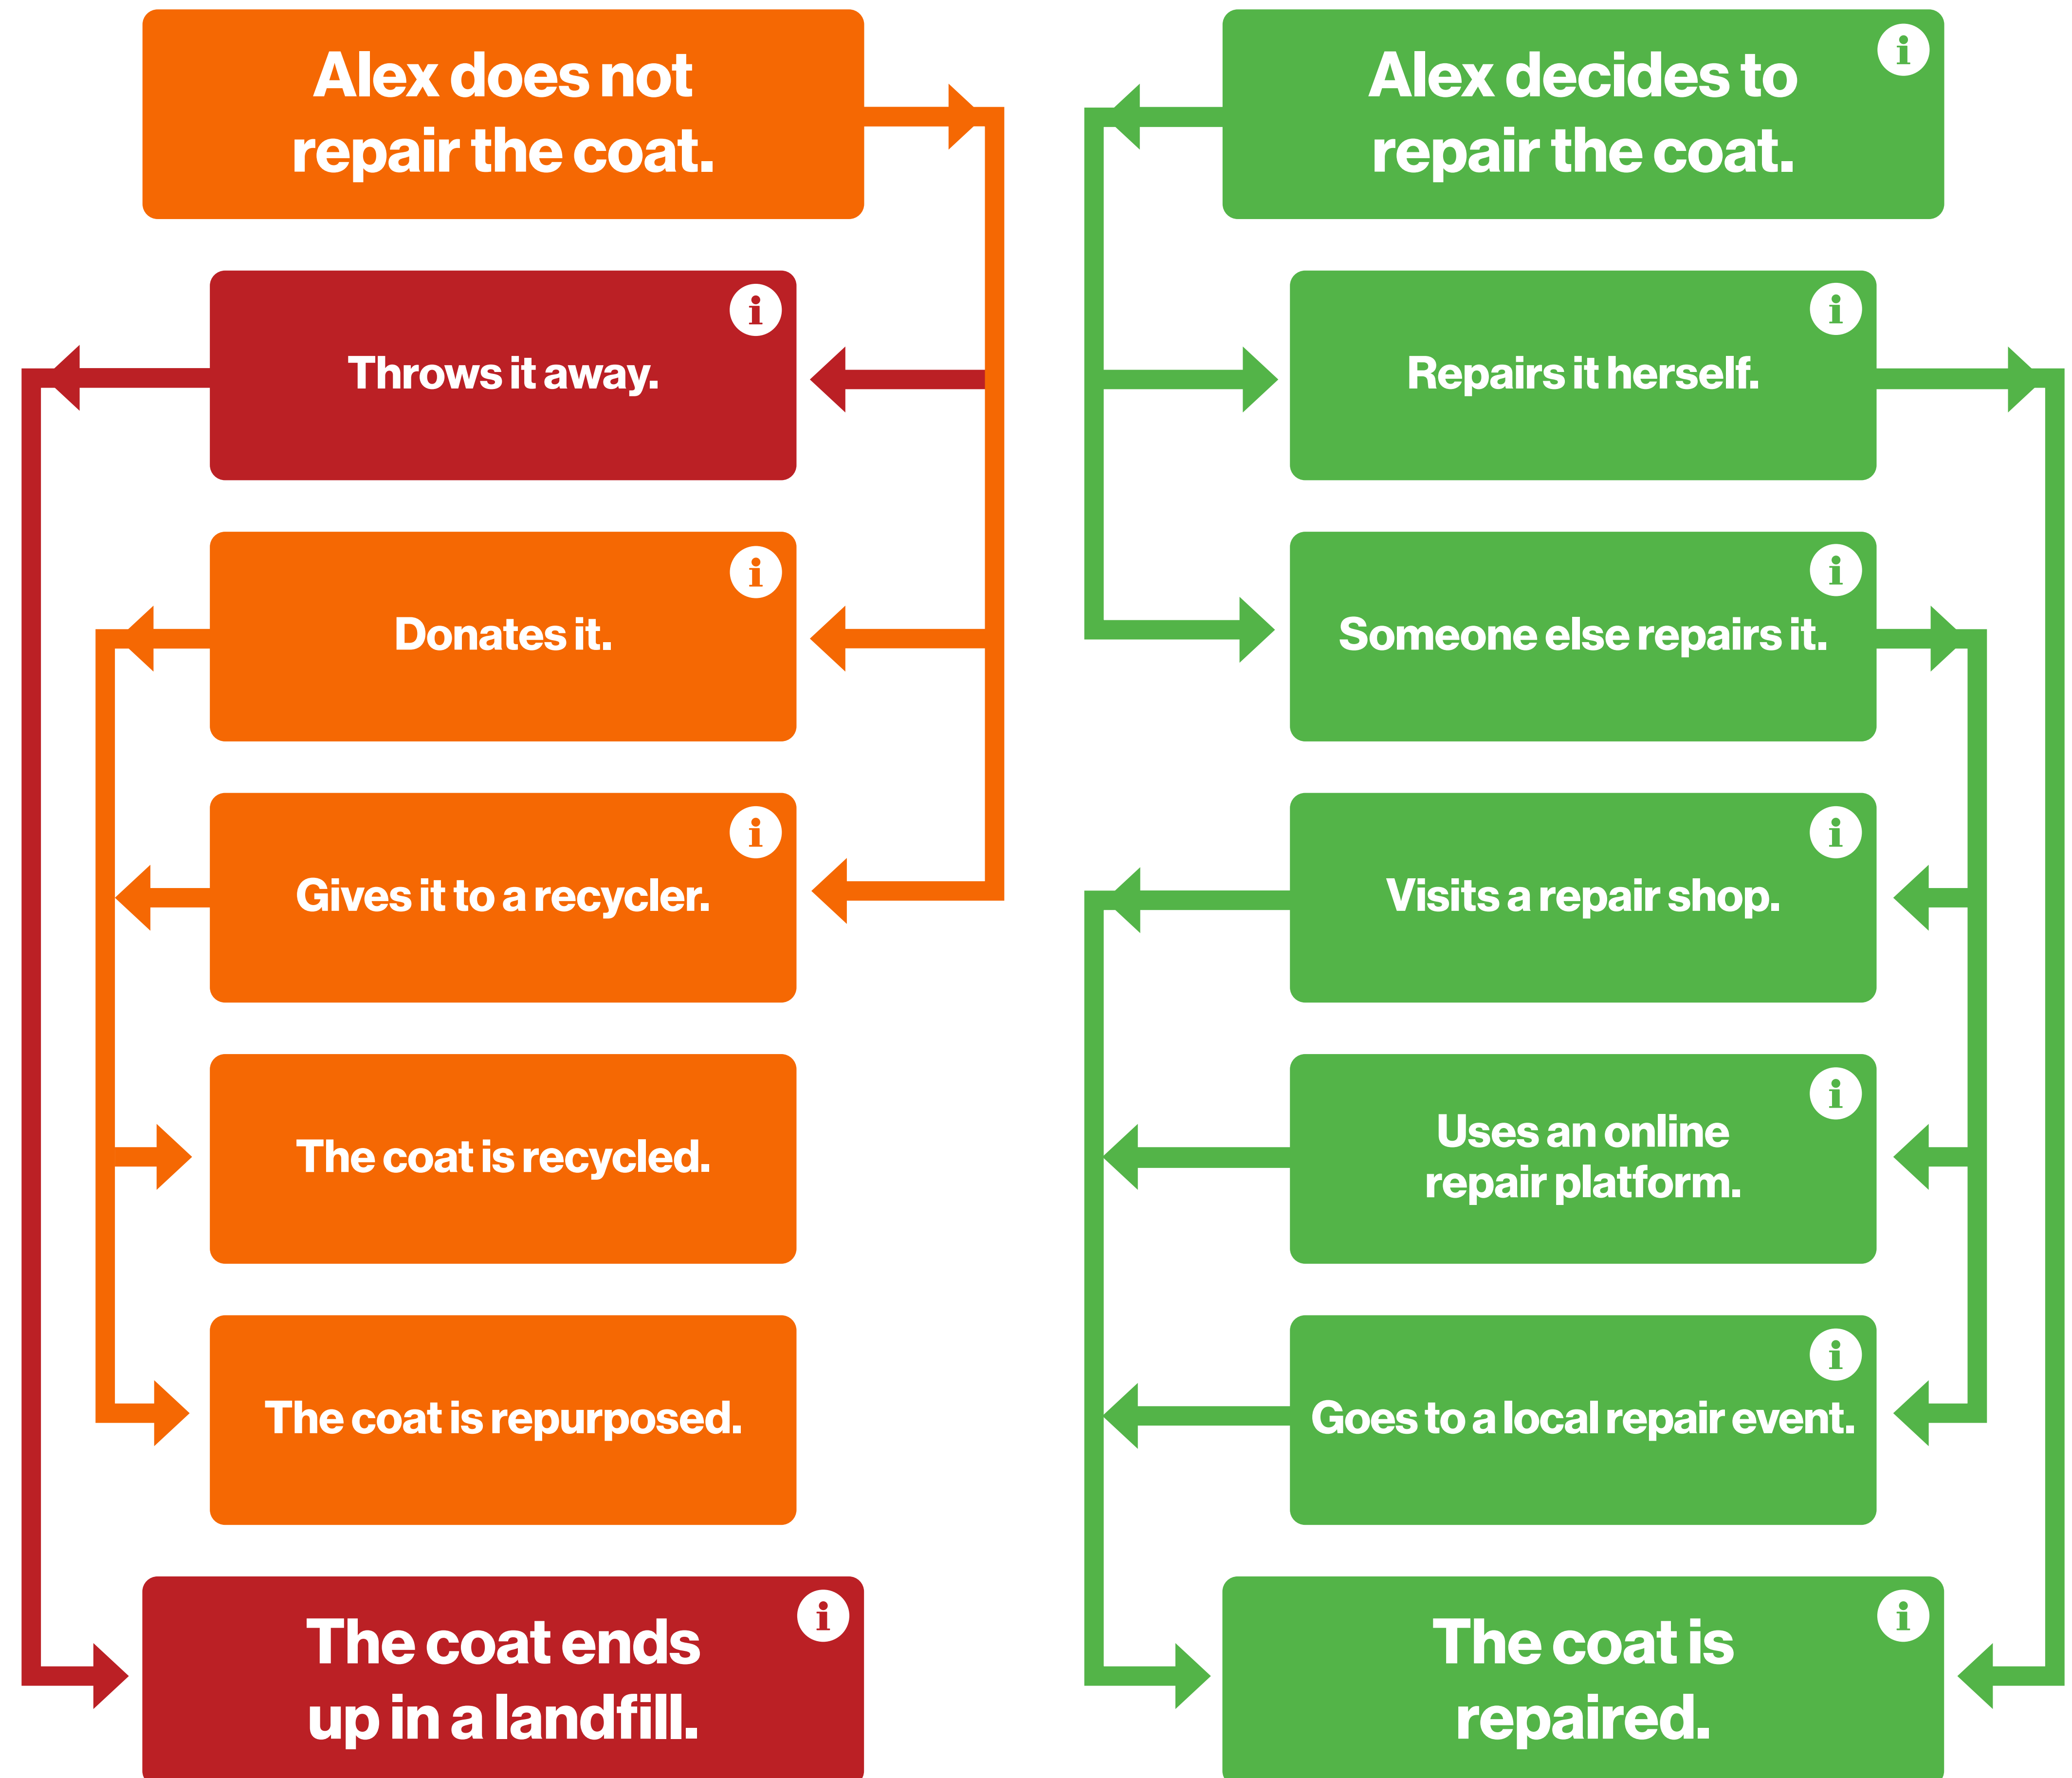 Alex does not
repair the coat.
i
Throws it away.
i
Donates it.
i
Gives it to a recycler.
The coat is recycled.
The coat is repurposed.
i
The coat ends
up in a landfill.
i
Alex decides to
repair the coat.
i
Repairs it herself.
i
Someone else repairs it.
i
Visits a repair shop.
i
Uses an online
repair platform.
i
Goes to a local repair event.
i
The coat is
repaired.